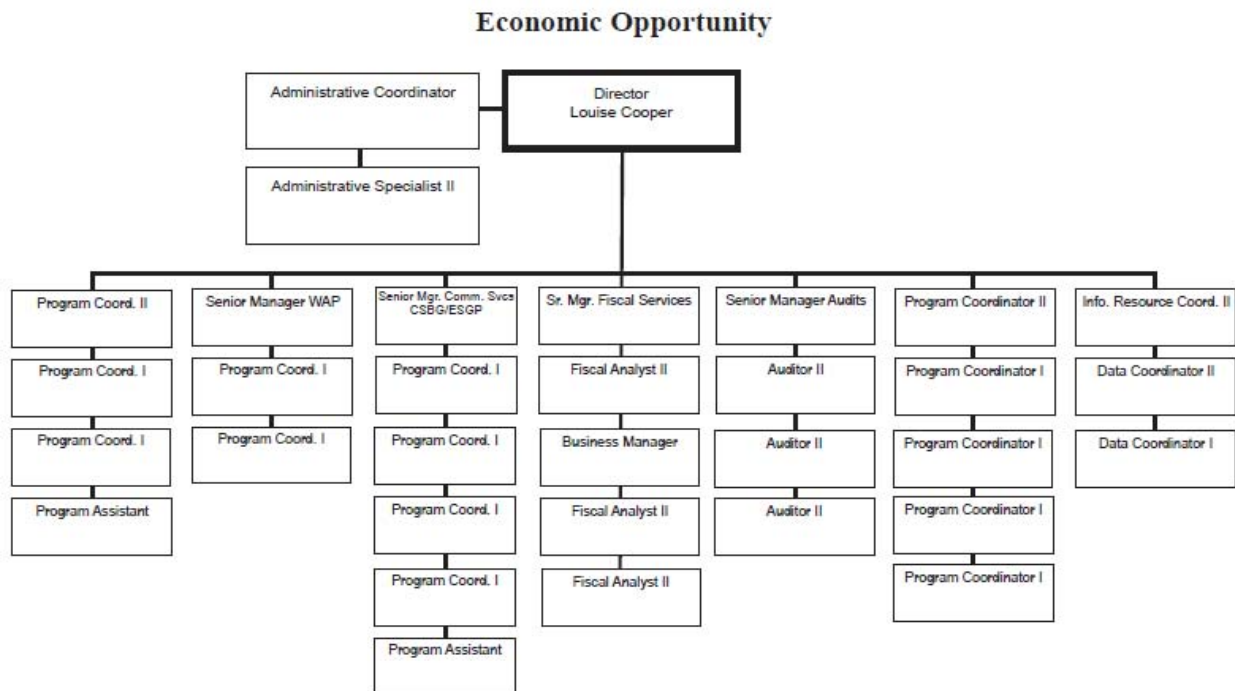 Economic Opportunity
Administrative Coordinator
Director
Louise Cooper
Administrative Specialist II
Program Coord. II
Senior Manager WAP
Senior Mgr. Comm. Svcs
CSBG/ESGP
Sr. Mgr. Fiscal Services
Senior Manager Audits
Program Coordinator II
Info. Resource Coord. II
Program Coord. I
Program Coord. I
Program Coord. I
Fiscal Analyst II
Auditor II
Program Coordinator I
Data Coordinator II
Program Coord. I
Program Coord. I
Program Coord. I
Business Manager
Auditor II
Program Coordinator I
Data Coordinator I
Program Assistant
Program Coord. I
Fiscal Analyst II
Auditor II
Program Coordinator I
Program Coord. I
Fiscal Analyst II
Program Coordinator I
Program Assistant